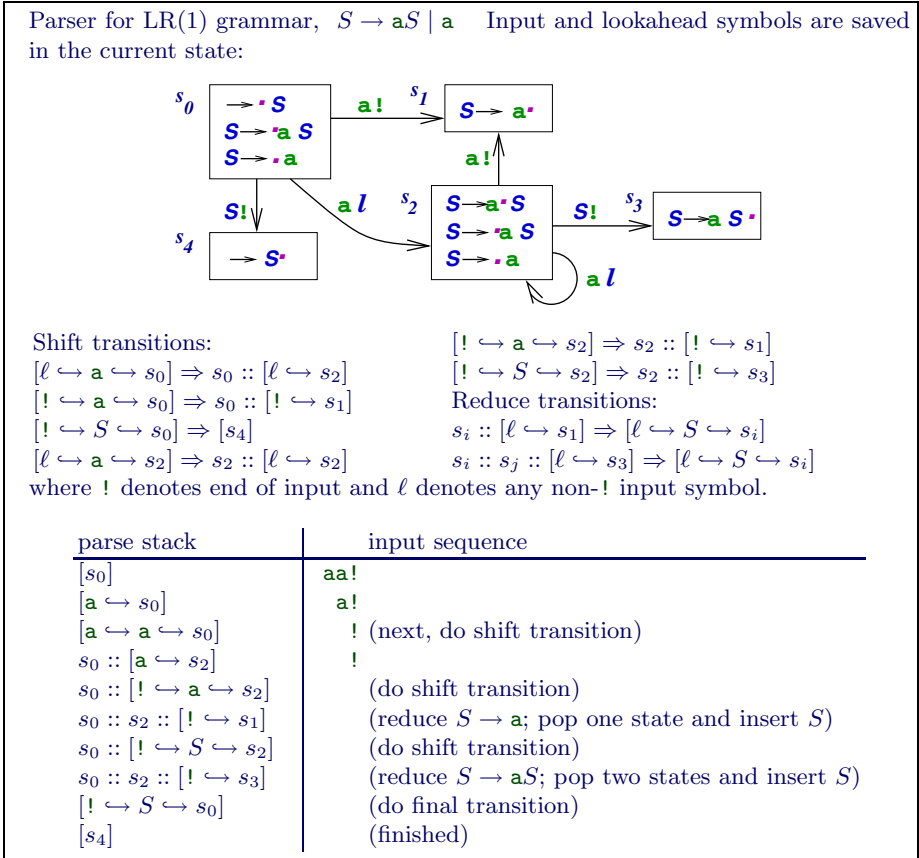 Parser for LR(1) grammar, S → aS | a Input and lookahead symbols are saved
in the current state:
s0
→ ▪ S
S → ▪a S
S → ▪ a
a!
s1
S → a▪
a!
S!
a l
s2
S → a▪ S
S → ▪a S
S → ▪ a
S!
s3
S → a S ▪
s4
→ S▪
a l
Shift transitions:
[ℓ ↪ a ↪ s0] ⇒ s0 :: [ℓ ↪ s2]
[! ↪ a ↪ s0] ⇒ s0 :: [! ↪ s1]
[! ↪ S ↪ s0] ⇒ [s4]
[ℓ ↪ a ↪ s2] ⇒ s2 :: [ℓ ↪ s2]
[! ↪ a ↪ s2] ⇒ s2 :: [! ↪ s1]
[! ↪ S ↪ s2] ⇒ s2 :: [! ↪ s3]
Reduce transitions:
si :: [ℓ ↪ s1] ⇒ [ℓ ↪ S ↪ si]
si :: sj :: [ℓ ↪ s3] ⇒ [ℓ ↪ S ↪ si]
where ! denotes end of input and ℓ denotes any non-! input symbol.
parse stack input sequence
[s0] aa!
[a ↪ s0] a!
[a ↪ a ↪ s0] ! (next, do shift transition)
s0 :: [a ↪ s2] !
s0 :: [! ↪ a ↪ s2] (do shift transition)
s0 :: s2 :: [! ↪ s1] (reduce S → a; pop one state and insert S)
s0 :: [! ↪ S ↪ s2] (do shift transition)
s0 :: s2 :: [! ↪ s3] (reduce S → aS; pop two states and insert S)
[! ↪ S ↪ s0] (do final transition)
[s4] (finished)